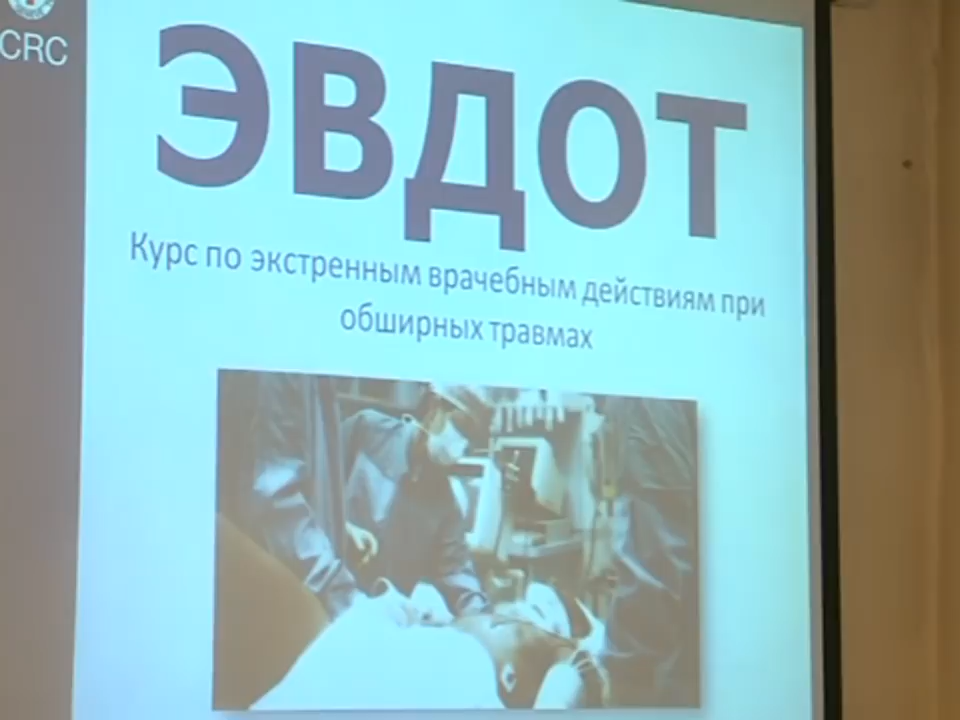 CRC
ЭВДОТ
Курс по экстренным врачебным действиям при
обширных травмах